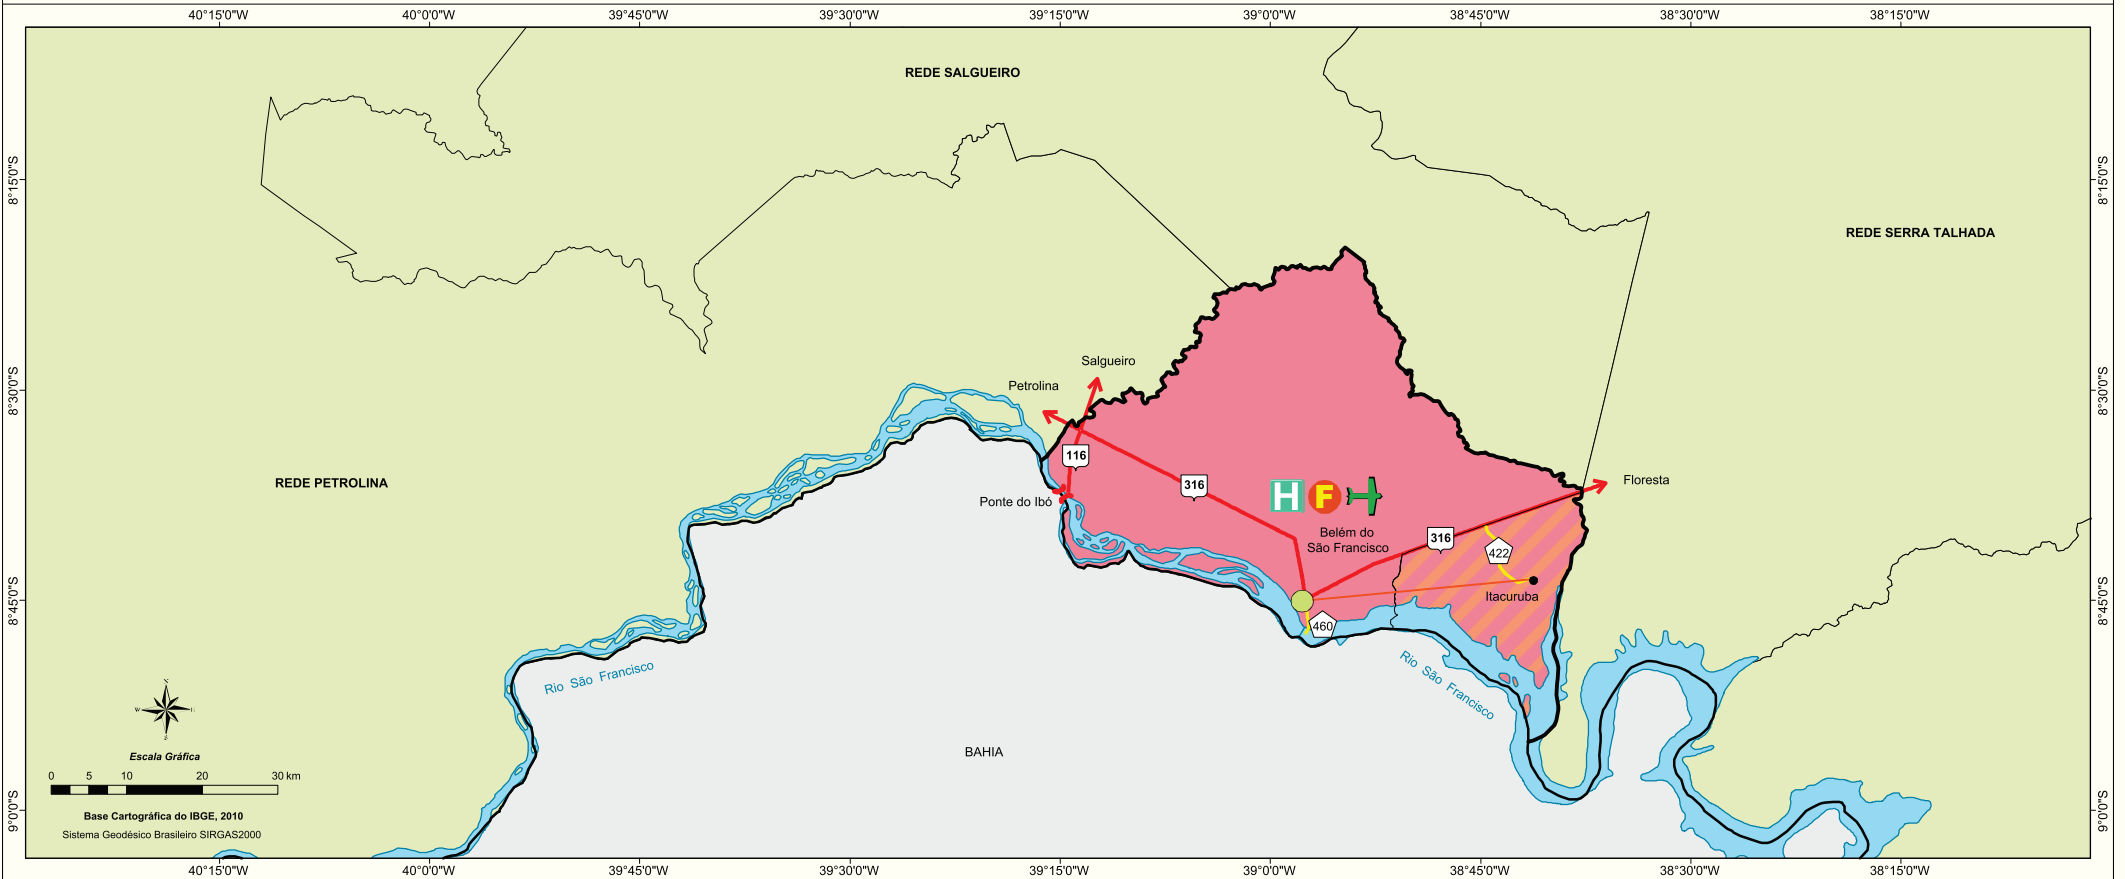 40°15'0"W
40°0'0"W
39°45'0"W
39°30'0"W
39°15'0"W
39°0'0"W
38°45'0"W
38°30'0"W
38°15'0"W
REDE SALGUEIRO
8°15'0"S
8°15'0"S
REDE SERRA TALHADA
Salgueiro
Petrolina
8°30'0"S
8°30'0"S
116
REDE PETROLINA
316
H
F
Floresta
Ponte do Ibó
Belém do
São Francisco
316
422
8°45'0"S
8°45'0"S
Itacuruba
460
Rio São Francisco
Rio São Francisco
N
W
E
S
BAHIA
Escala Gráfica
0 5 10 20 30 km
9°0'0"S
9°0'0"S
Base Cartográfica do IBGE, 2010
Sistema Geodésico Brasileiro SIRGAS2000
40°15'0"W
40°0'0"W
39°45'0"W
39°30'0"W
39°15'0"W
39°0'0"W
38°45'0"W
38°30'0"W
38°15'0"W